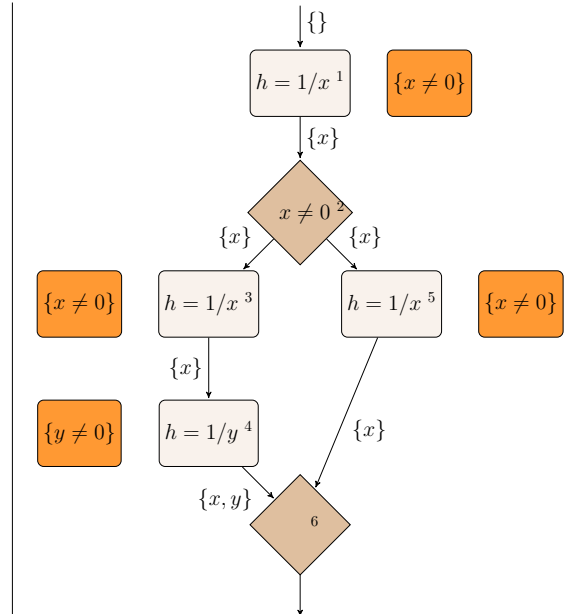 {}
h = 1/x ¹ {x ≠ 0}
{x}
x ≠ 0 ²
{x} {x}
{x ≠ 0} h = 1/x ³ h = 1/x ⁵ {x ≠ 0}
{x}
{y ≠ 0} h = 1/y ⁴ {x}
{x, y}
6